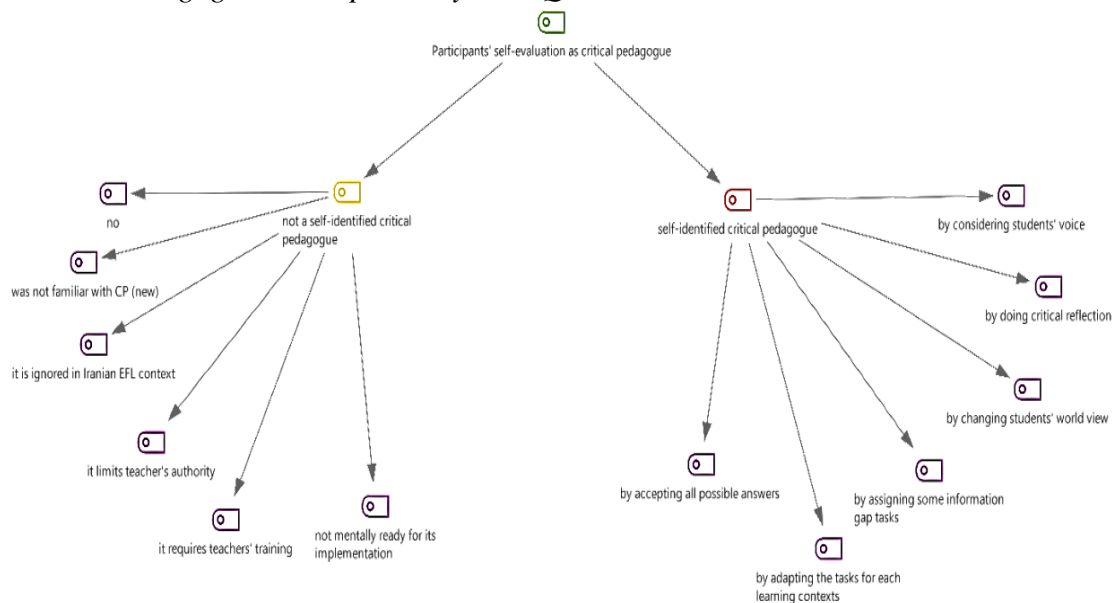 Participants' self-evaluation as critical pedagogue
no
not a self-identified critical
pedagogue
was not familiar with CP (new)
it is ignored in Iranian EFL context
it limits teacher's authority
it requires teachers' training
not mentally ready for its
implementation
self-identified critical pedagogue
by considering students' voice
by doing critical reflection
by changing students' world view
by assigning some information
gap tasks
by adapting the tasks for each
learning contexts
by accepting all possible answers